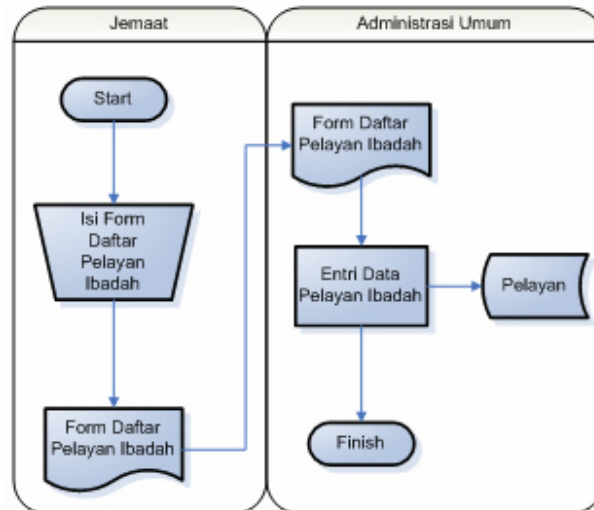 Jemaat
Administrasi Umum
Start
Isi Form
Daftar
Pelayan
Ibadah
Form Daftar
Pelayan Ibadah
Form Daftar
Pelayan Ibadah
Entri Data
Pelayan Ibadah
Pelayan
Finish